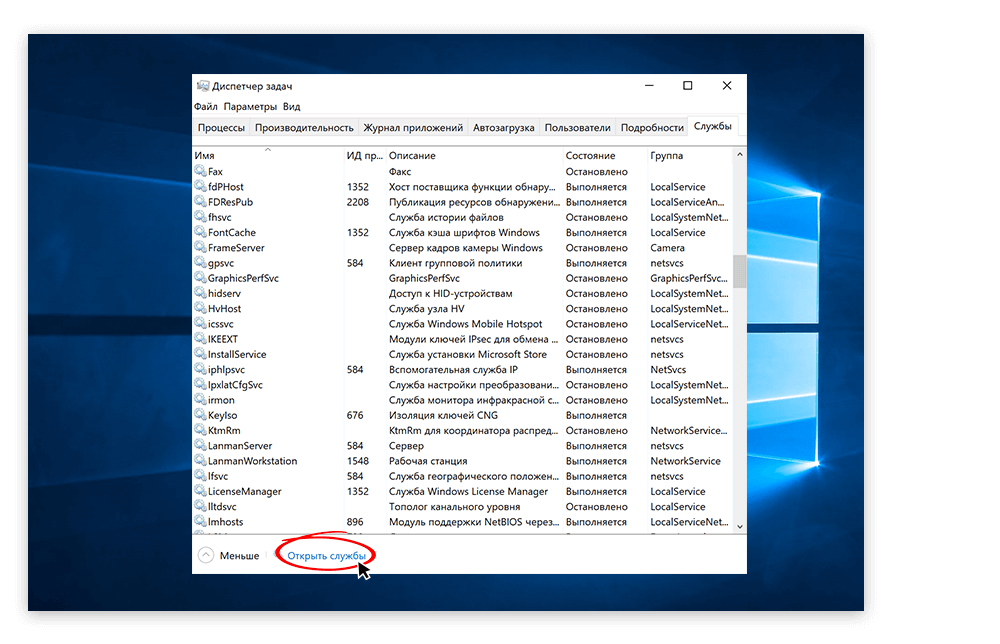 Диспетчер задач
Файл Параметры Вид
Процессы Производительность Журнал приложений Автозагрузка Пользователи Подробности Службы
Имя ИД пр... Описание Состояние Группа
Fax Факс Остановлено
fdPHost 1352 Хост поставщика функции обнару... Выполняется LocalService
FDResPub 2208 Публикация ресурсов обнаружени... Выполняется LocalServiceAn...
fhsvc Служба истории файлов Остановлено LocalSystemNet...
FontCache 1352 Служба кэша шрифтов Windows Выполняется LocalService
FrameServer Сервер кадров камеры Windows Остановлено Camera
gpsvc 584 Клиент групповой политики Выполняется netsvcs
GraphicsPerfSvc GraphicsPerfSvc Остановлено GraphicsPerfSvc...
hidserv Доступ к HID-устройствам Остановлено LocalSystemNet...
HvHost Служба узла HV Остановлено LocalSystemNet...
icssvc Служба Windows Mobile Hotspot Остановлено LocalServiceNet...
IKEEXT Модули ключей IPsec для обмена ... Остановлено netsvcs
InstallService Служба установки Microsoft Store Остановлено netsvcs
iphlpsvc 584 Вспомогательная служба IP Выполняется NetSvcs
IpxlatCfgSvc Служба настройки преобразовани... Остановлено LocalSystemNet...
irmon Служба монитора инфракрасной с... Остановлено LocalSystemNet...
KeyIso 676 Изоляция ключей CNG Выполняется
KtmRm KtmRm для координатора распред... Остановлено NetworkService...
LanmanServer 584 Сервер Выполняется netsvcs
LanmanWorkstation 1548 Рабочая станция Выполняется NetworkService
lfsvc 584 Служба географического положен... Выполняется netsvcs
LicenseManager 1352 Служба Windows License Manager Выполняется LocalService
lltdsvc Тополог канального уровня Остановлено LocalService
lmhosts 896 Модуль поддержки NetBIOS через... Выполняется LocalServiceNet...
Меньше Открыть службы